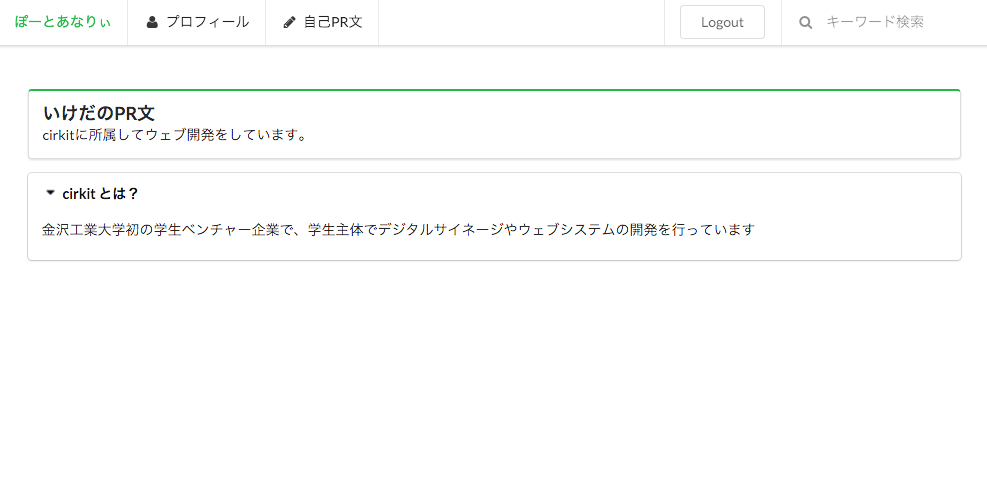 ぽーとあなりぃ プロフィール 自己PR文 Logout キーワード検索
いけだのPR文
cirkitに所属してウェブ開発をしています。
cirkit とは？
金沢工業大学初の学生ベンチャー企業で、学生主体でデジタルサイネージやウェブシステムの開発を行っています